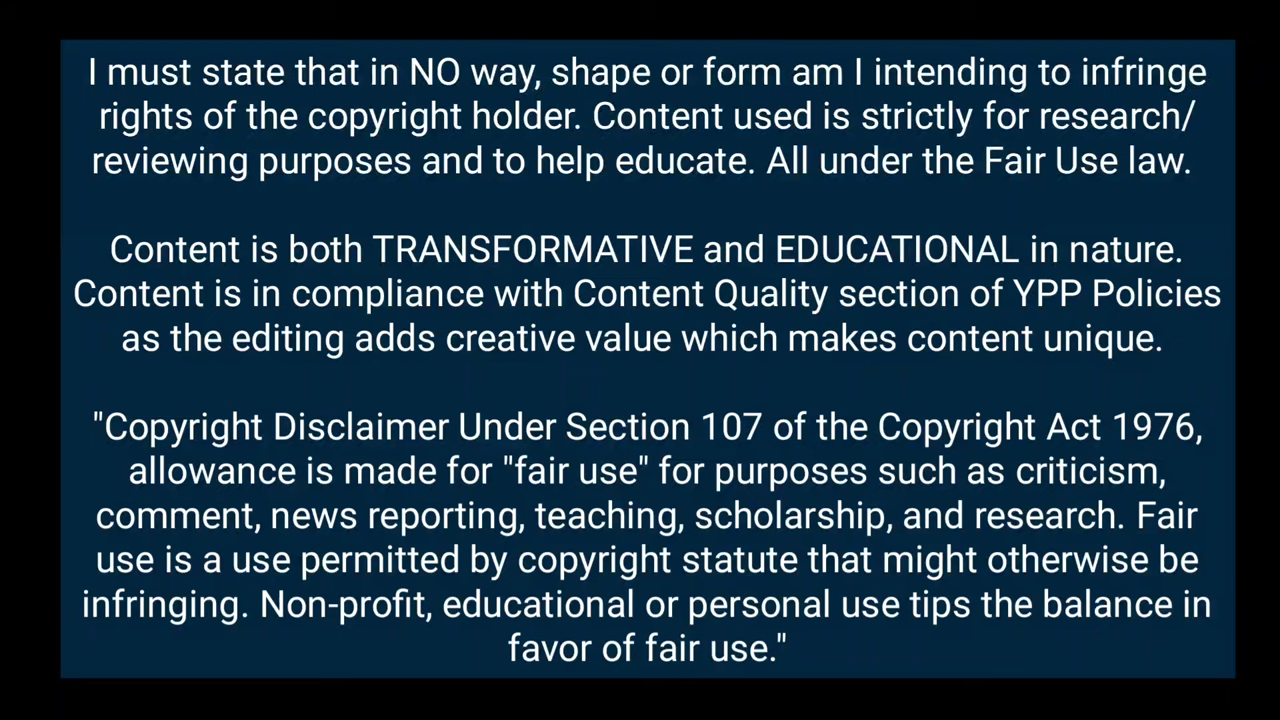 I must state that in NO way, shape or form am I intending to infringe
rights of the copyright holder. Content used is strictly for research/
reviewing purposes and to help educate. All under the Fair Use law.
Content is both TRANSFORMATIVE and EDUCATIONAL in nature.
Content is in compliance with Content Quality section of YPP Policies
as the editing adds creative value which makes content unique.
"Copyright Disclaimer Under Section 107 of the Copyright Act 1976,
allowance is made for "fair use" for purposes such as criticism,
comment, news reporting, teaching, scholarship, and research. Fair
use is a use permitted by copyright statute that might otherwise be
infringing. Non-profit, educational or personal use tips the balance in
favor of fair use."